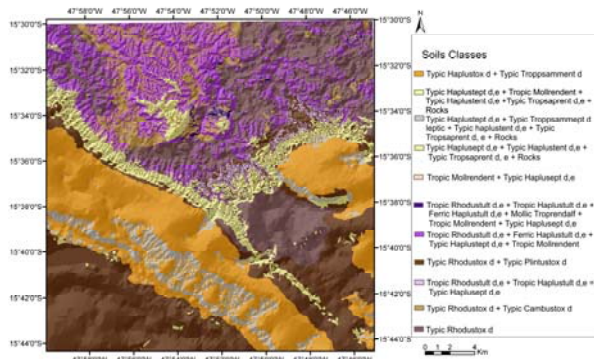 47°58'0"W 47°56'0"W 47°54'0"W 47°52'0"W 47°50'0"W 47°48'0"W 47°46'0"W
15°30'0"S
15°32'0"S
15°34'0"S
15°36'0"S
15°38'0"S
15°40'0"S
15°42'0"S
15°44'0"S
15°30'0"S
15°32'0"S
15°34'0"S
15°36'0"S
15°38'0"S
15°40'0"S
15°42'0"S
15°44'0"S
N
Soils Classes
Typic Haplustox d + Typic Troppsamment d
Typic Haplustept d,e + Tropic Mollrendent +
Typic Haplustent d,e +Typic Tropsaprent d,e +
Rocks
Typic Haplustept d,e + Typic Troppsammept d
leptic + Typic haplustent d,e + Typic
Tropsaprent d, e + Rocks
Typic Haplusept d,e + Typic Haplustent d,e +
Typic Tropsaprent d, e + Rocks
Tropic Mollrendent + Typic Haplusept d,e
Tropic Rhodustult d,e + Tropic Haplustult d,e +
Ferric Haplustult d,e + Mollic Troprendalf +
Tropic Mollrendent + Typic Haplusept d,e
Tropic Rhodustult d,e + Ferric Haplustult d,e +
Typic Haplustept d,e + Tropic Mollrendent
Typic Rhodustox d + Typic Plintustox d
Tropic Rhodustult d,e + Tropic Haplustult d,e +
Typic Haplusept d,e
Typic Rhodustox d + Typic Cambustox d
Typic Rhodustox d
0 1 2 4
Km